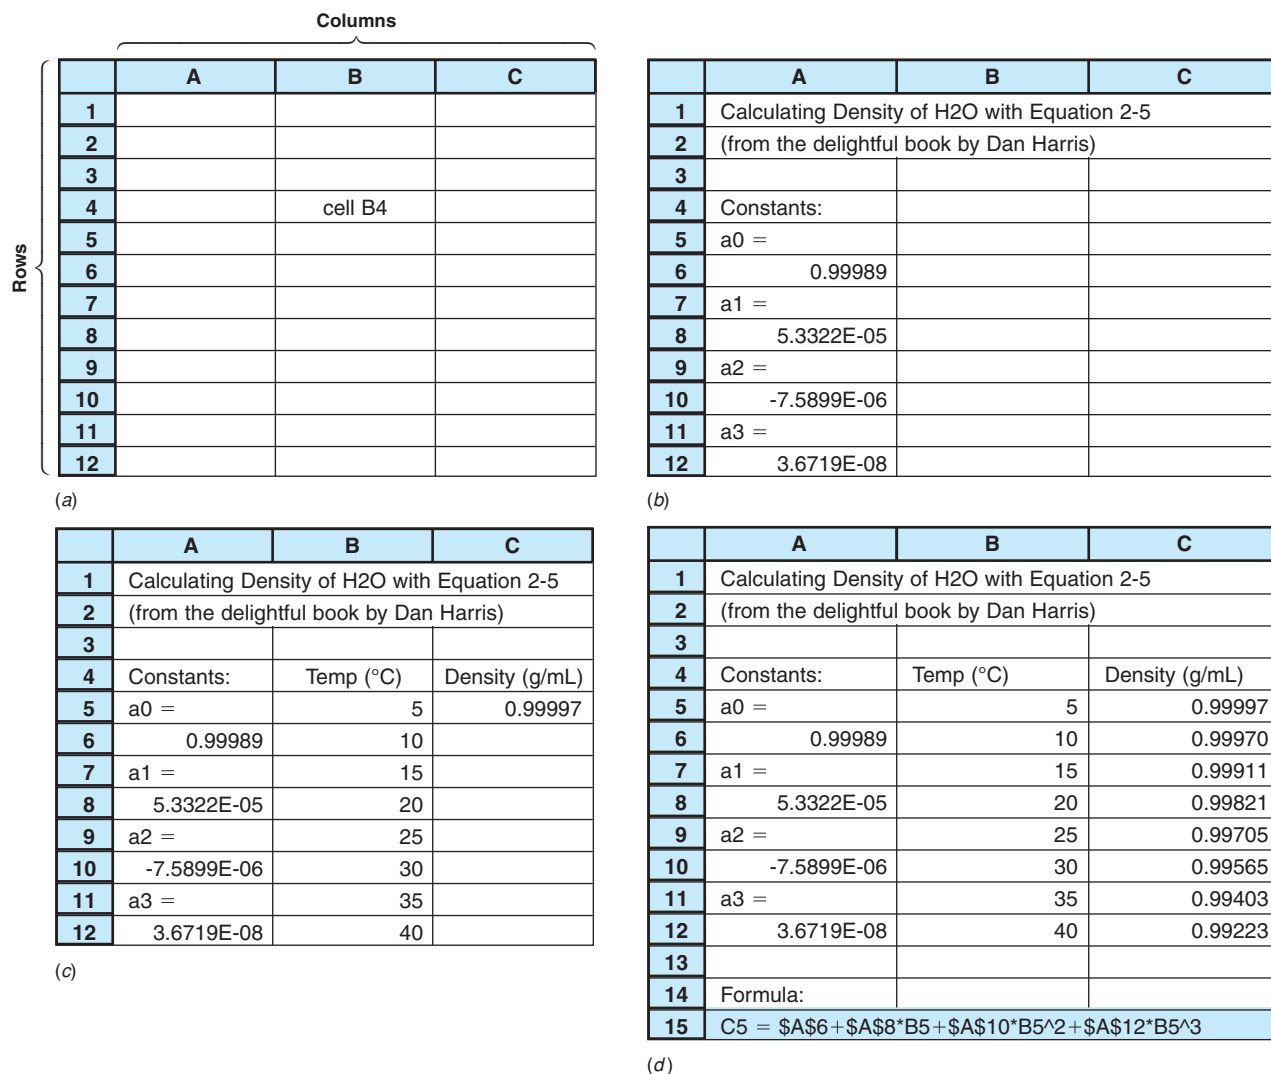 Columns
Rows
A B C
1
2
3
4 cell B4
5
6
7
8
9
10
11
12
(a)
A B C
1 Calculating Density of H2O with Equation 2-5
2 (from the delightful book by Dan Harris)
3
4 Constants:
5 a0 =
6 0.99989
7 a1 =
8 5.3322E-05
9 a2 =
10 -7.5899E-06
11 a3 =
12 3.6719E-08
(b)
A B C
1 Calculating Density of H2O with Equation 2-5
2 (from the delightful book by Dan Harris)
3
4 Constants: Temp (°C) Density (g/mL)
5 a0 = 5 0.99997
6 0.99989 10
7 a1 = 15
8 5.3322E-05 20
9 a2 = 25
10 -7.5899E-06 30
11 a3 = 35
12 3.6719E-08 40
(c)
A B C
1 Calculating Density of H2O with Equation 2-5
2 (from the delightful book by Dan Harris)
3
4 Constants: Temp (°C) Density (g/mL)
5 a0 = 5 0.99997
6 0.99989 10 0.99970
7 a1 = 15 0.99911
8 5.3322E-05 20 0.99821
9 a2 = 25 0.99705
10 -7.5899E-06 30 0.99565
11 a3 = 35 0.99403
12 3.6719E-08 40 0.99223
13
14 Formula:
15 C5 = $A$6+$A$8*B5+$A$10*B5^2+$A$12*B5^3
(d)